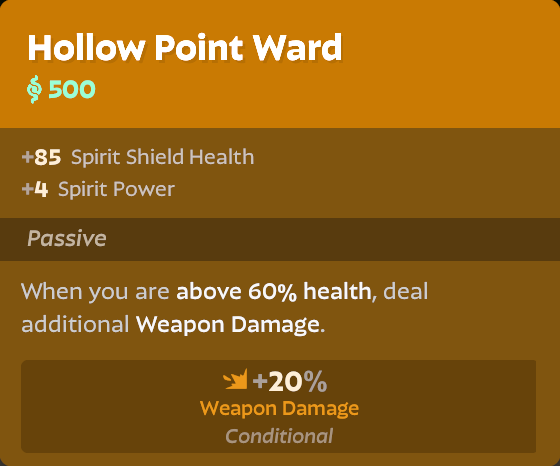 Hollow Point Ward
500
+85 Spirit Shield Health
+4 Spirit Power
Passive
When you are above 60% health, deal
additional Weapon Damage.
+20%
Weapon Damage
Conditional